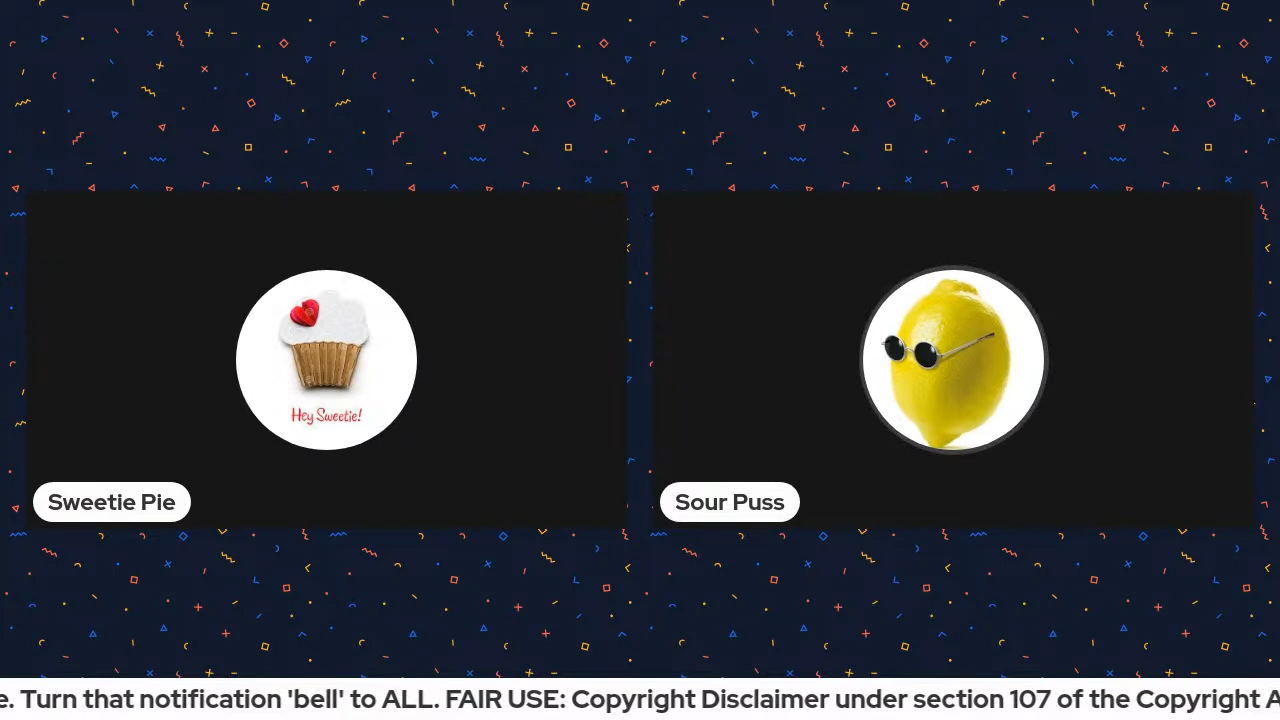 Hey Sweetie!
Sweetie Pie
Sour Puss
e. Turn that notification 'bell' to ALL. FAIR USE: Copyright Disclaimer under section 107 of the Copyright A